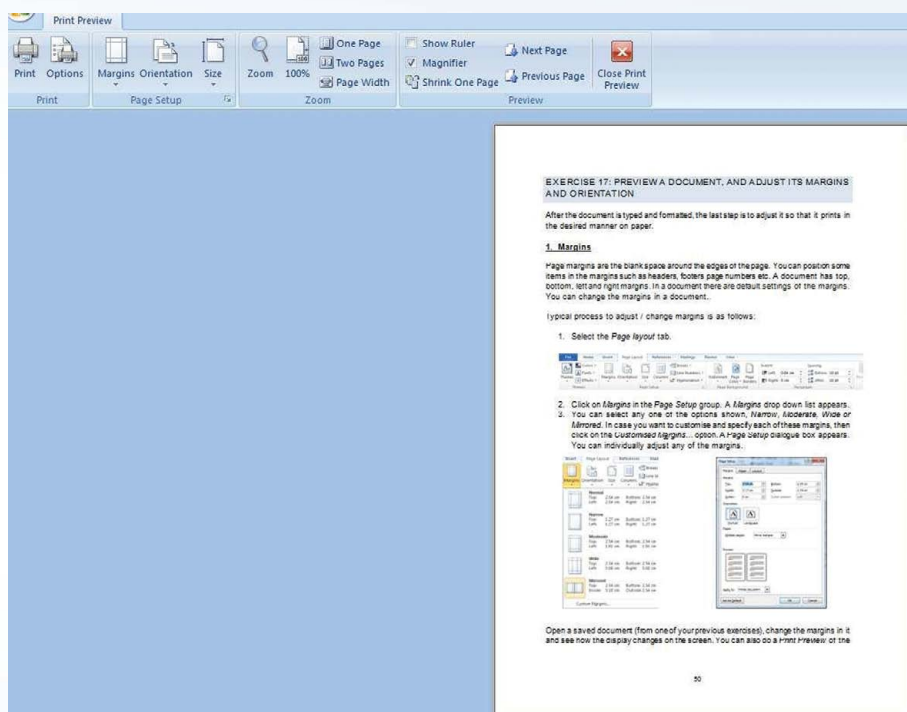 Print Preview
One Page
Two Pages
Page Width
Show Ruler
Magnifier
Shrink One Page
Next Page
Previous Page
Print Options Margins Orientation Size Zoom 100% Close Print Preview
Print Page Setup Zoom Preview
EXERCISE 17: PREVIEW A DOCUMENT, AND ADJUST ITS MARGINS
AND ORIENTATION
After the document is typed and formatted, the last step is to adjust it so that it prints in
the desired manner on paper.
1. Margins
Page margins are the blank space around the edges of the page. You can position some
items in the margins such as headers, footers page numbers etc. A document has top,
bottom, left and right margins. In a document there are default settings of the margins.
You can change the margins in a document.
Typical process to adjust / change margins is as follows:
1. Select the Page layout tab.
2. Click on Margins in the Page Setup group. A Margins drop down list appears.
3. You can select any one of the options shown, Narrow, Moderate, Wide or
Mirrored. In case you want to customise and specify each of these margins, then
click on the Customised Margins... option. A Page Setup dialogue box appears.
You can individually adjust any of the margins.
Normal
Narrow
Moderate
Wide
Mirrored
Custom Margins...
Open a saved document (from one of your previous exercises), change the margins in it
and see how the display changes on the screen. You can also do a Print Preview of the
50